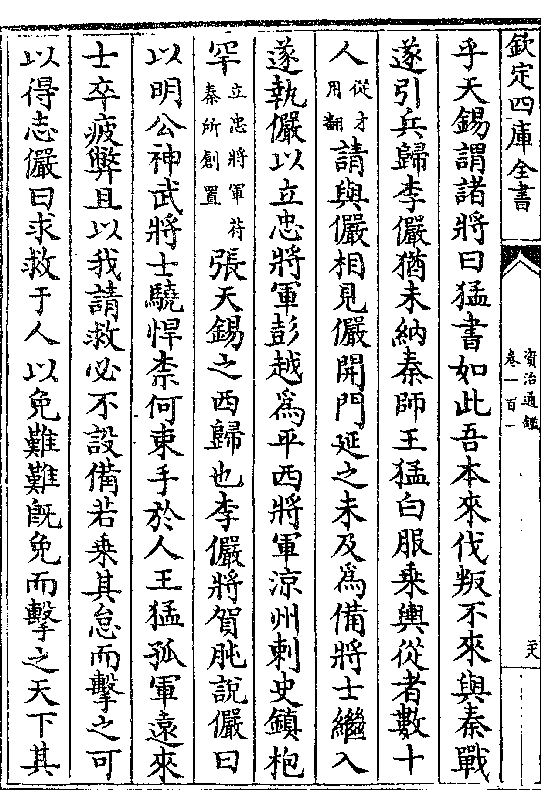 欽定四庫全書
資治通鑑
卷一百一
六
乎天錫謂諸將曰猛書如此吾本來伐叛不來與秦戰
遂引兵歸李儼猶未納秦師王猛白服乗輿從者數十
人從才用翻請與儼相見儼開門延之未及為備將士繼入
遂執儼以立忠將軍彭越為平西將軍涼州刺史鎮枹
罕立忠將軍苻秦所創置張天錫之西歸也李儼將賀肫説儼曰
以明公神武將士驍悍柰何束手於人王猛孤軍逺來
士卒疲弊且以我請救必不設備若乗其怠而擊之可
以得志儼曰求救于人以免難難既免而擊之天下其